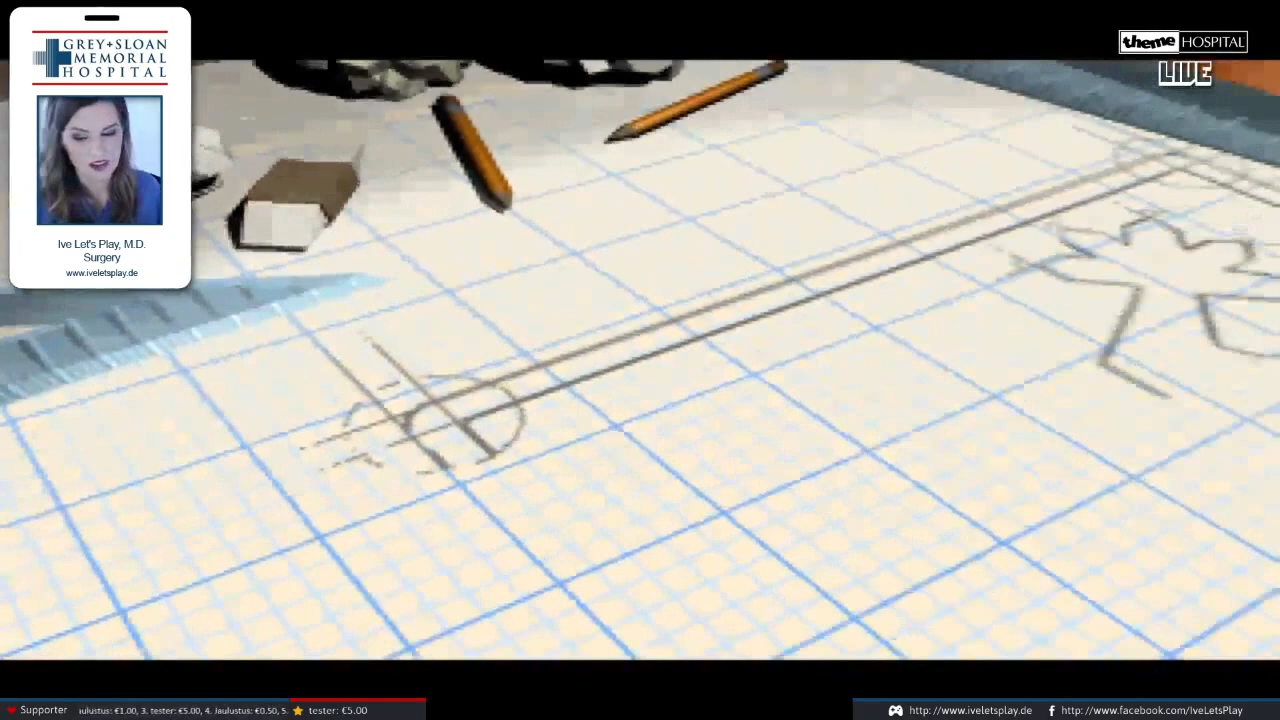 GREY+SLOAN
MEMORIAL
HOSPITAL
Ive Let's Play, M.D.
Surgery
www.iveletsplay.de
theme HOSPITAL
LIVE
Supporter
aulustus: €1.00, 3. tester: €5.00, 4. Jaulustus: €0.50, 5.
tester: €5.00
http://www.iveletsplay.de
http://www.facebook.com/IveLetsPlay